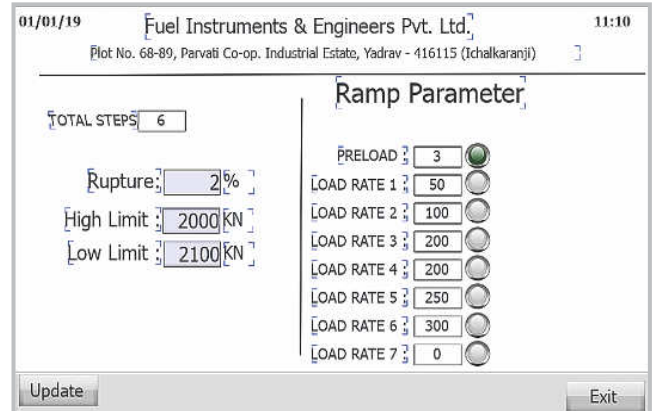 01/01/19 Fuel Instruments & Engineers Pvt. Ltd. 11:10
Plot No. 68-89, Parvati Co-op. Industrial Estate, Yadrav - 416115 (Ichalkaranji)
Ramp Parameter
TOTAL STEPS 6
Rupture: 2 %
High Limit : 2000 KN
Low Limit : 2100 KN
PRELOAD : 3
LOAD RATE 1 : 50
LOAD RATE 2 : 100
LOAD RATE 3 : 200
LOAD RATE 4 : 200
LOAD RATE 5 : 250
LOAD RATE 6 : 300
LOAD RATE 7 : 0
Update Exit